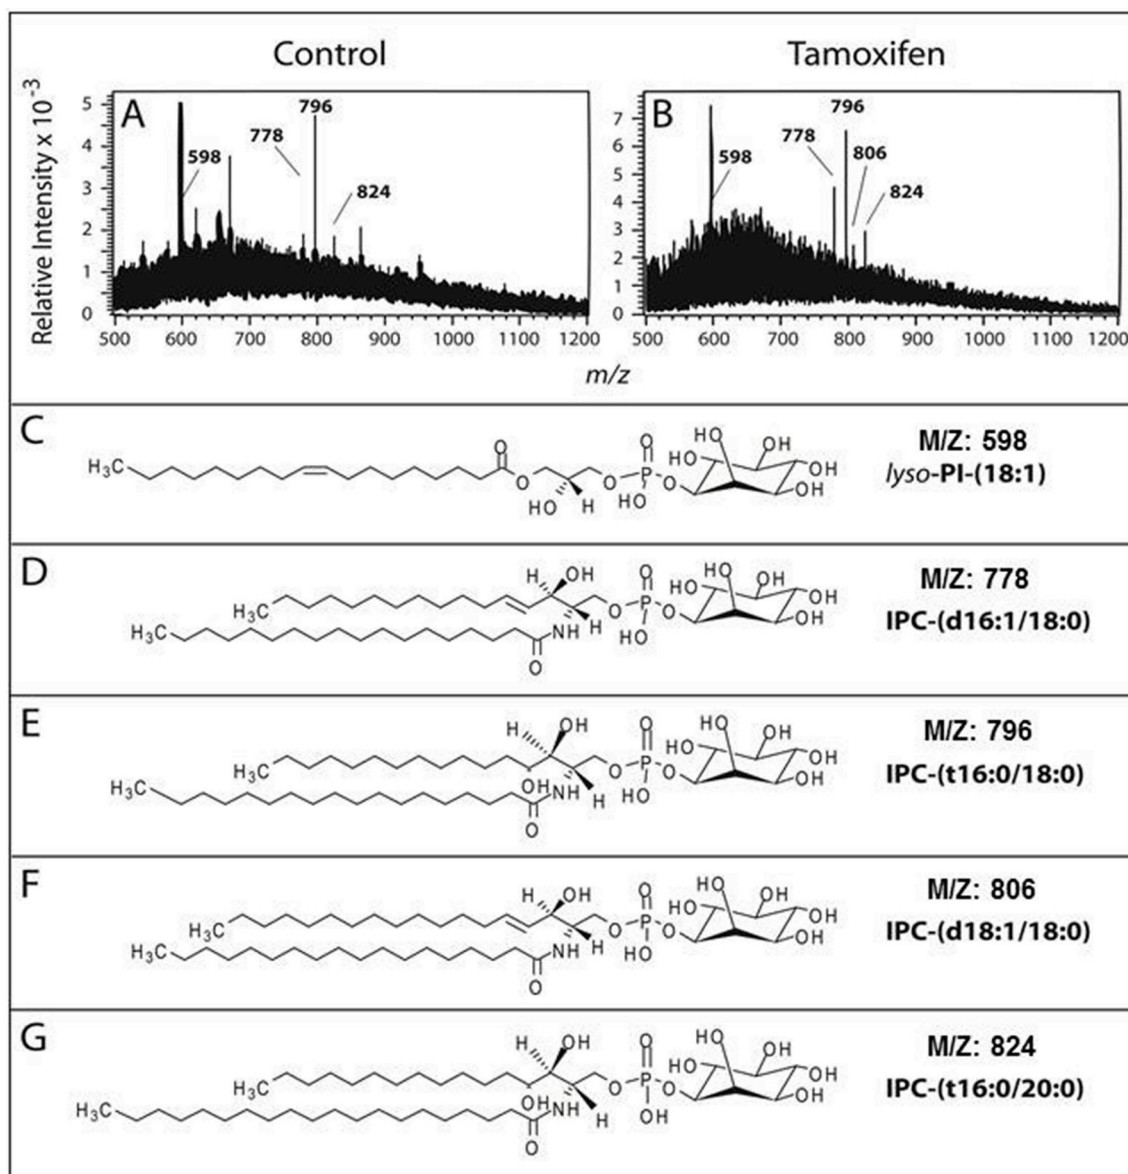 Control Tamoxifen
Relative Intensity x 10⁻³
A
5
4
3
2
1
0
598
778
796
824
500 600 700 800 900 1000 1100 1200
B
7
6
5
4
3
2
1
0
598
778
796
806
824
500 600 700 800 900 1000 1100 1200
m/z
C
H₃C O O HO H O O P HO O HO HO OH OH OH
M/Z: 598
lyso-PI-(18:1)
D
H OH H₃C H₃C NH O H O O P HO O HO HO OH OH OH
M/Z: 778
IPC-(d16:1/18:0)
E
H OH H₃C H₃C OH NH O H O O P HO O HO HO OH OH OH
M/Z: 796
IPC-(t16:0/18:0)
F
H OH H₃C H₃C NH O H O O P HO O HO HO OH OH OH
M/Z: 806
IPC-(d18:1/18:0)
G
H OH H₃C H₃C OH NH O H O O P OH O HO HO OH OH OH
M/Z: 824
IPC-(t16:0/20:0)